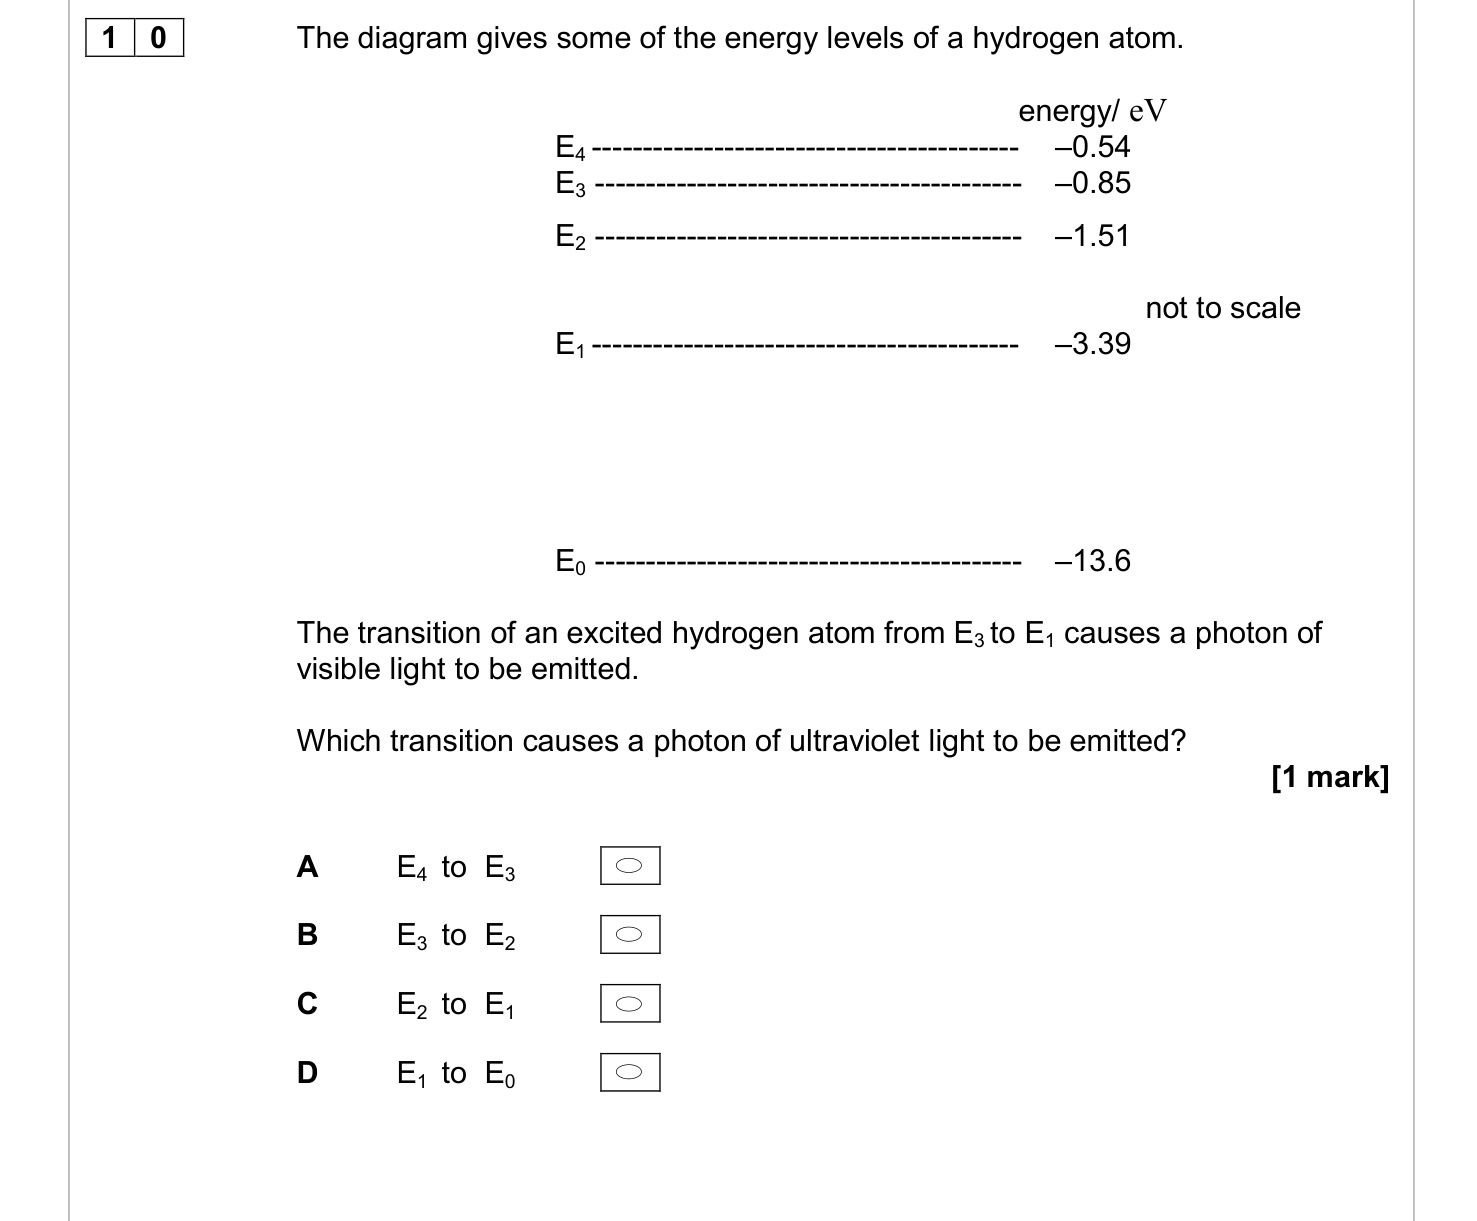 1 0 The diagram gives some of the energy levels of a hydrogen atom.
energy/ eV
E₄ ------------------------------------------ –0.54
E₃ ------------------------------------------ –0.85
E₂ ------------------------------------------ –1.51
not to scale
E₁ ------------------------------------------ –3.39
E₀ ------------------------------------------ –13.6
The transition of an excited hydrogen atom from E₃ to E₁ causes a photon of
visible light to be emitted.
Which transition causes a photon of ultraviolet light to be emitted?
[1 mark]
A E₄ to E₃
B E₃ to E₂
C E₂ to E₁
D E₁ to E₀